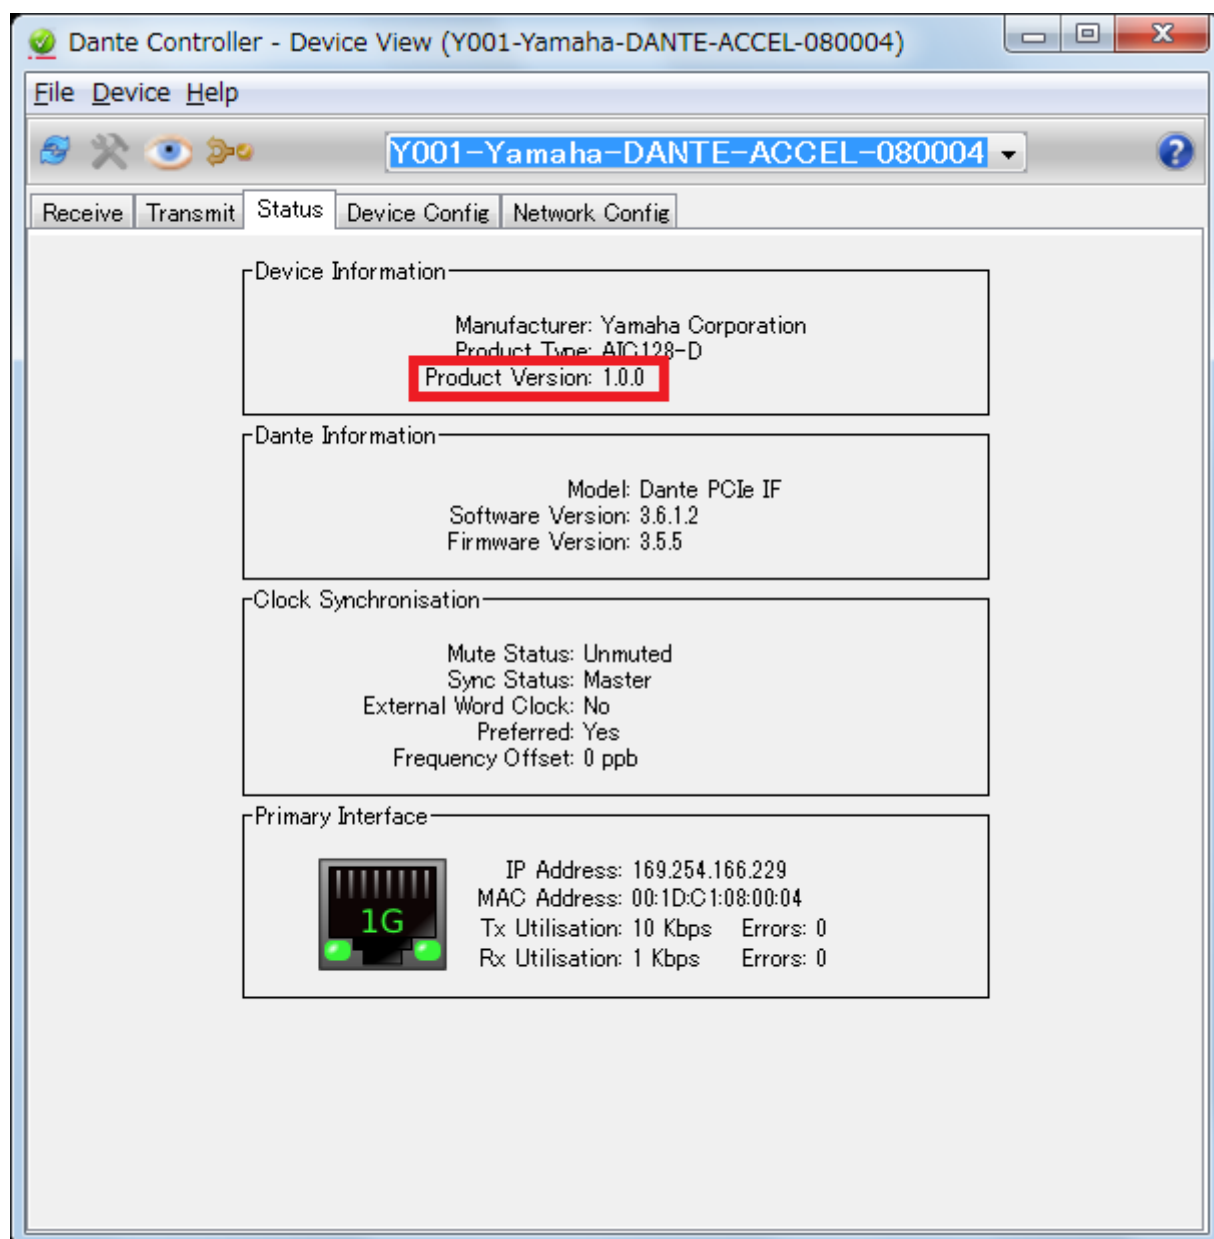 Dante Controller - Device View (Y001-Yamaha-DANTE-ACCEL-080004)
File Device Help
Y001-Yamaha-DANTE-ACCEL-080004
Receive Transmit Status Device Config Network Config
Device Information
Manufacturer: Yamaha Corporation
Product Type: AIC128-D
Product Version: 1.0.0
Dante Information
Model: Dante PCIe IF
Software Version: 3.6.1.2
Firmware Version: 3.5.5
Clock Synchronisation
Mute Status: Unmuted
Sync Status: Master
External Word Clock: No
Preferred: Yes
Frequency Offset: 0 ppb
Primary Interface
1G
IP Address: 169.254.166.229
MAC Address: 00:1D:C1:08:00:04
Tx Utilisation: 10 Kbps Errors: 0
Rx Utilisation: 1 Kbps Errors: 0